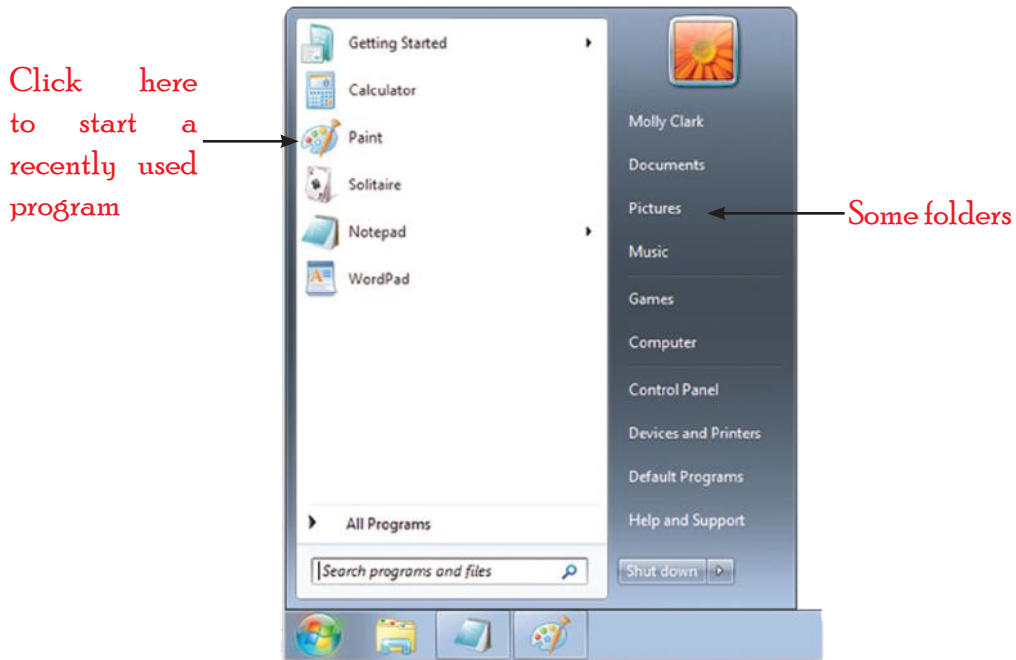 Click here
to start a
recently used
program
Getting Started
Calculator
Paint
Solitaire
Notepad
WordPad
All Programs
Search programs and files
Molly Clark
Documents
Pictures
Music
Games
Computer
Control Panel
Devices and Printers
Default Programs
Help and Support
Shut down
Some folders